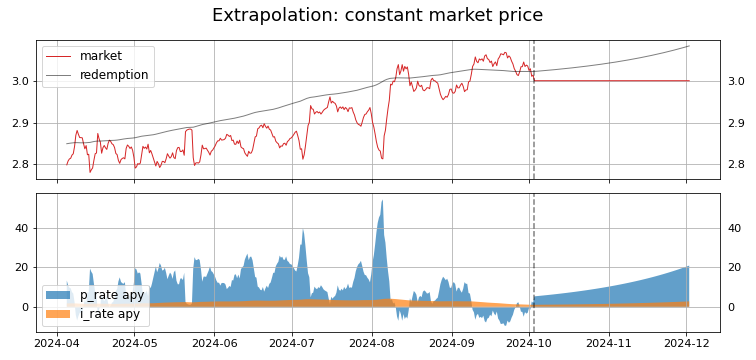 Extrapolation: constant market price
market
redemption
3.0 3.0
2.9 2.9
2.8 2.8
40 40
20 20
0 0
p_rate apy
i_rate apy
2024-04 2024-05 2024-06 2024-07 2024-08 2024-09 2024-10 2024-11 2024-12